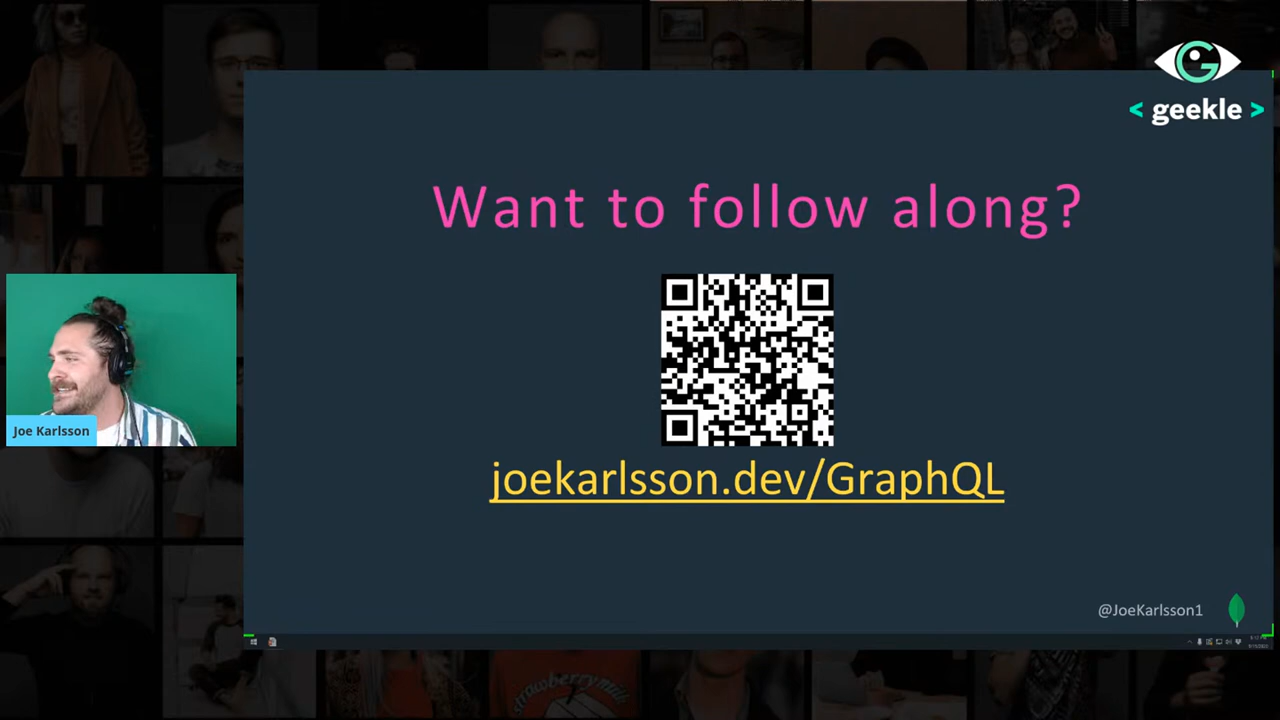 < geekle >
Want to follow along?
Joe Karlsson
joekarlsson.dev/GraphQL
@JoeKarlsson1